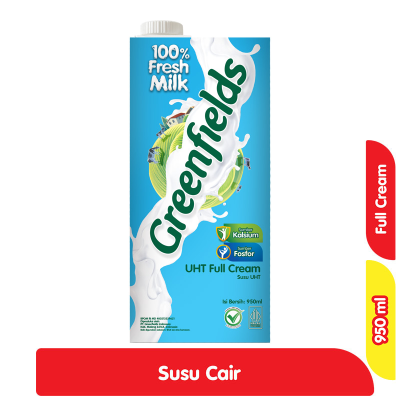 100%
Fresh
Milk
Greenfields
Kalsium
Fosfor
UHT Full Cream
Susu UHT
Isi Bersih: 950ml
Full Cream
950 ml
Susu Cair